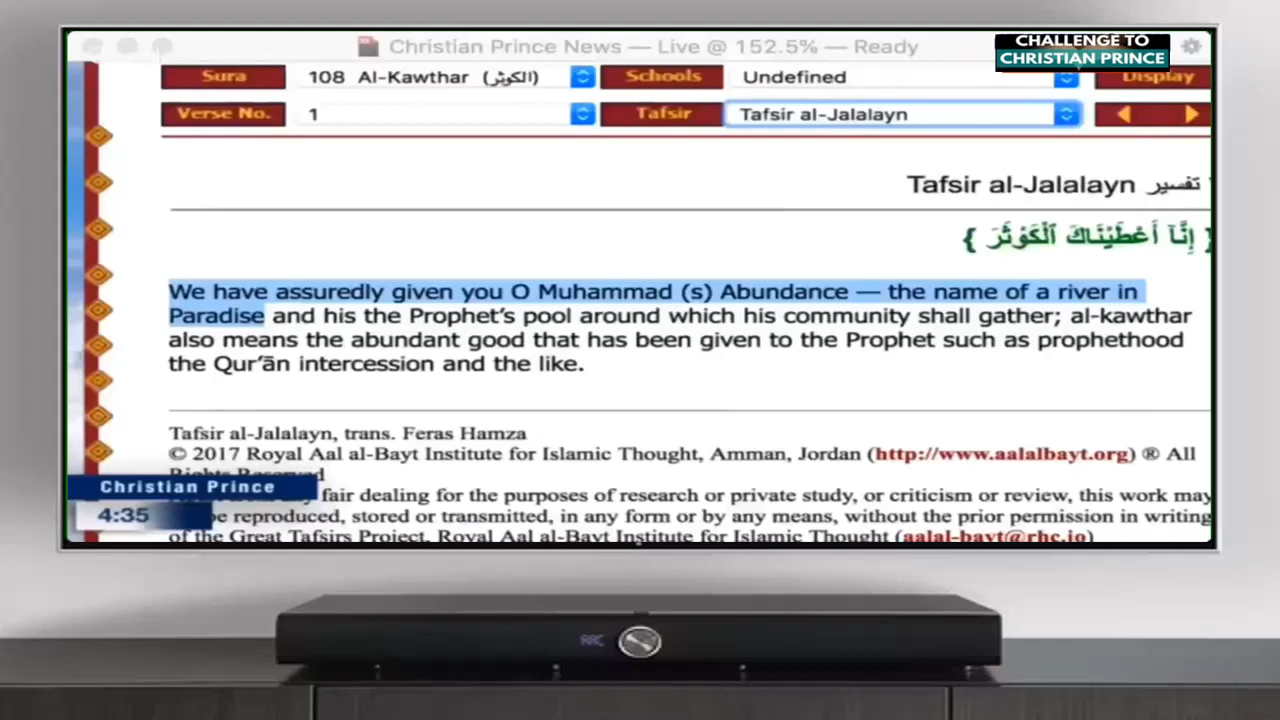 Christian Prince News — Live @ 152.5% — Ready
CHALLENGE TO
CHRISTIAN PRINCE
Sura 108 Al-Kawthar (الكوثر) Schools Undefined Display
Verse No. 1 Tafsir Tafsir al-Jalalayn
Tafsir al-Jalalayn تفسير
{ إِنَّآ أَعْطَيْنَاكَ ٱلْكَوْثَرَ }
We have assuredly given you O Muhammad (s) Abundance — the name of a river in
Paradise and his the Prophet's pool around which his community shall gather; al-kawthar
also means the abundant good that has been given to the Prophet such as prophethood
the Qur'ān intercession and the like.
Tafsir al-Jalalayn, trans. Feras Hamza
© 2017 Royal Aal al-Bayt Institute for Islamic Thought, Amman, Jordan (http://www.aalalbayt.org) ® All
Rights Reserved
Christian Prince
fair dealing for the purposes of research or private study, or criticism or review, this work may
4:35
be reproduced, stored or transmitted, in any form or by any means, without the prior permission in writing
of the Great Tafsirs Project, Royal Aal al-Bayt Institute for Islamic Thought (aalal-bayt@rhc.jo)
ARC